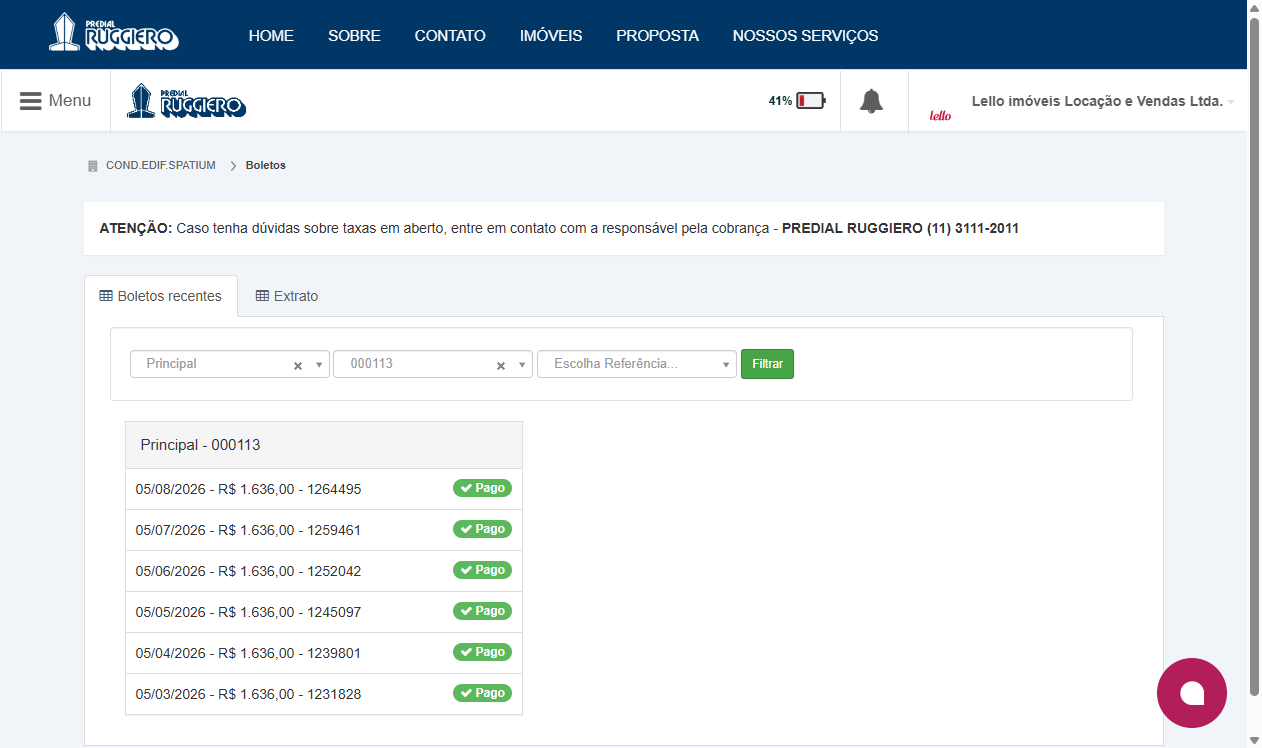 PREDIAL RUGGIERO HOME SOBRE CONTATO IMÓVEIS PROPOSTA NOSSOS SERVIÇOS
Menu PREDIAL RUGGIERO 41% lello Lello imóveis Locação e Vendas Ltda.
COND.EDIF.SPATIUM > Boletos
ATENÇÃO: Caso tenha dúvidas sobre taxas em aberto, entre em contato com a responsável pela cobrança - PREDIAL RUGGIERO (11) 3111-2011
Boletos recentes Extrato
Principal × 000113 × Escolha Referência... Filtrar
Principal - 000113
05/08/2026 - R$ 1.636,00 - 1264495 Pago
05/07/2026 - R$ 1.636,00 - 1259461 Pago
05/06/2026 - R$ 1.636,00 - 1252042 Pago
05/05/2026 - R$ 1.636,00 - 1245097 Pago
05/04/2026 - R$ 1.636,00 - 1239801 Pago
05/03/2026 - R$ 1.636,00 - 1231828 Pago